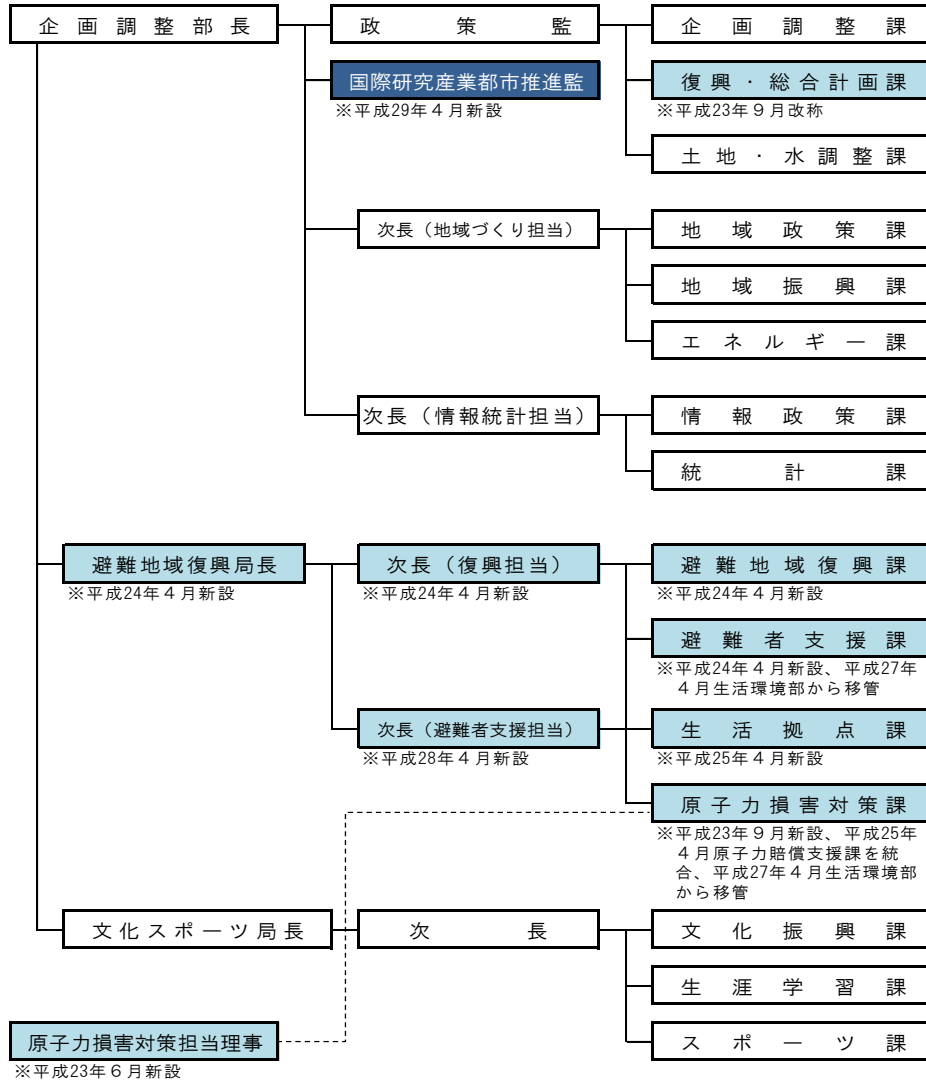 企画調整部長
政策監
企画調整課
国際研究産業都市推進監
※平成29年４月新設
復興・総合計画課
※平成23年９月改称
土地・水調整課
次長（地域づくり担当）
地域政策課
地域振興課
エネルギー課
次長（情報統計担当）
情報政策課
統計課
避難地域復興局長
※平成24年４月新設
次長（復興担当）
※平成24年４月新設
避難地域復興課
※平成24年４月新設
避難者支援課
※平成24年４月新設、平成27年
４月生活環境部から移管
次長（避難者支援担当）
※平成28年４月新設
生活拠点課
※平成25年４月新設
原子力損害対策課
※平成23年９月新設、平成25年
４月原子力賠償支援課を統
合、平成27年４月生活環境部
から移管
文化スポーツ局長
次長
文化振興課
生涯学習課
原子力損害対策担当理事
※平成23年６月新設
スポーツ課